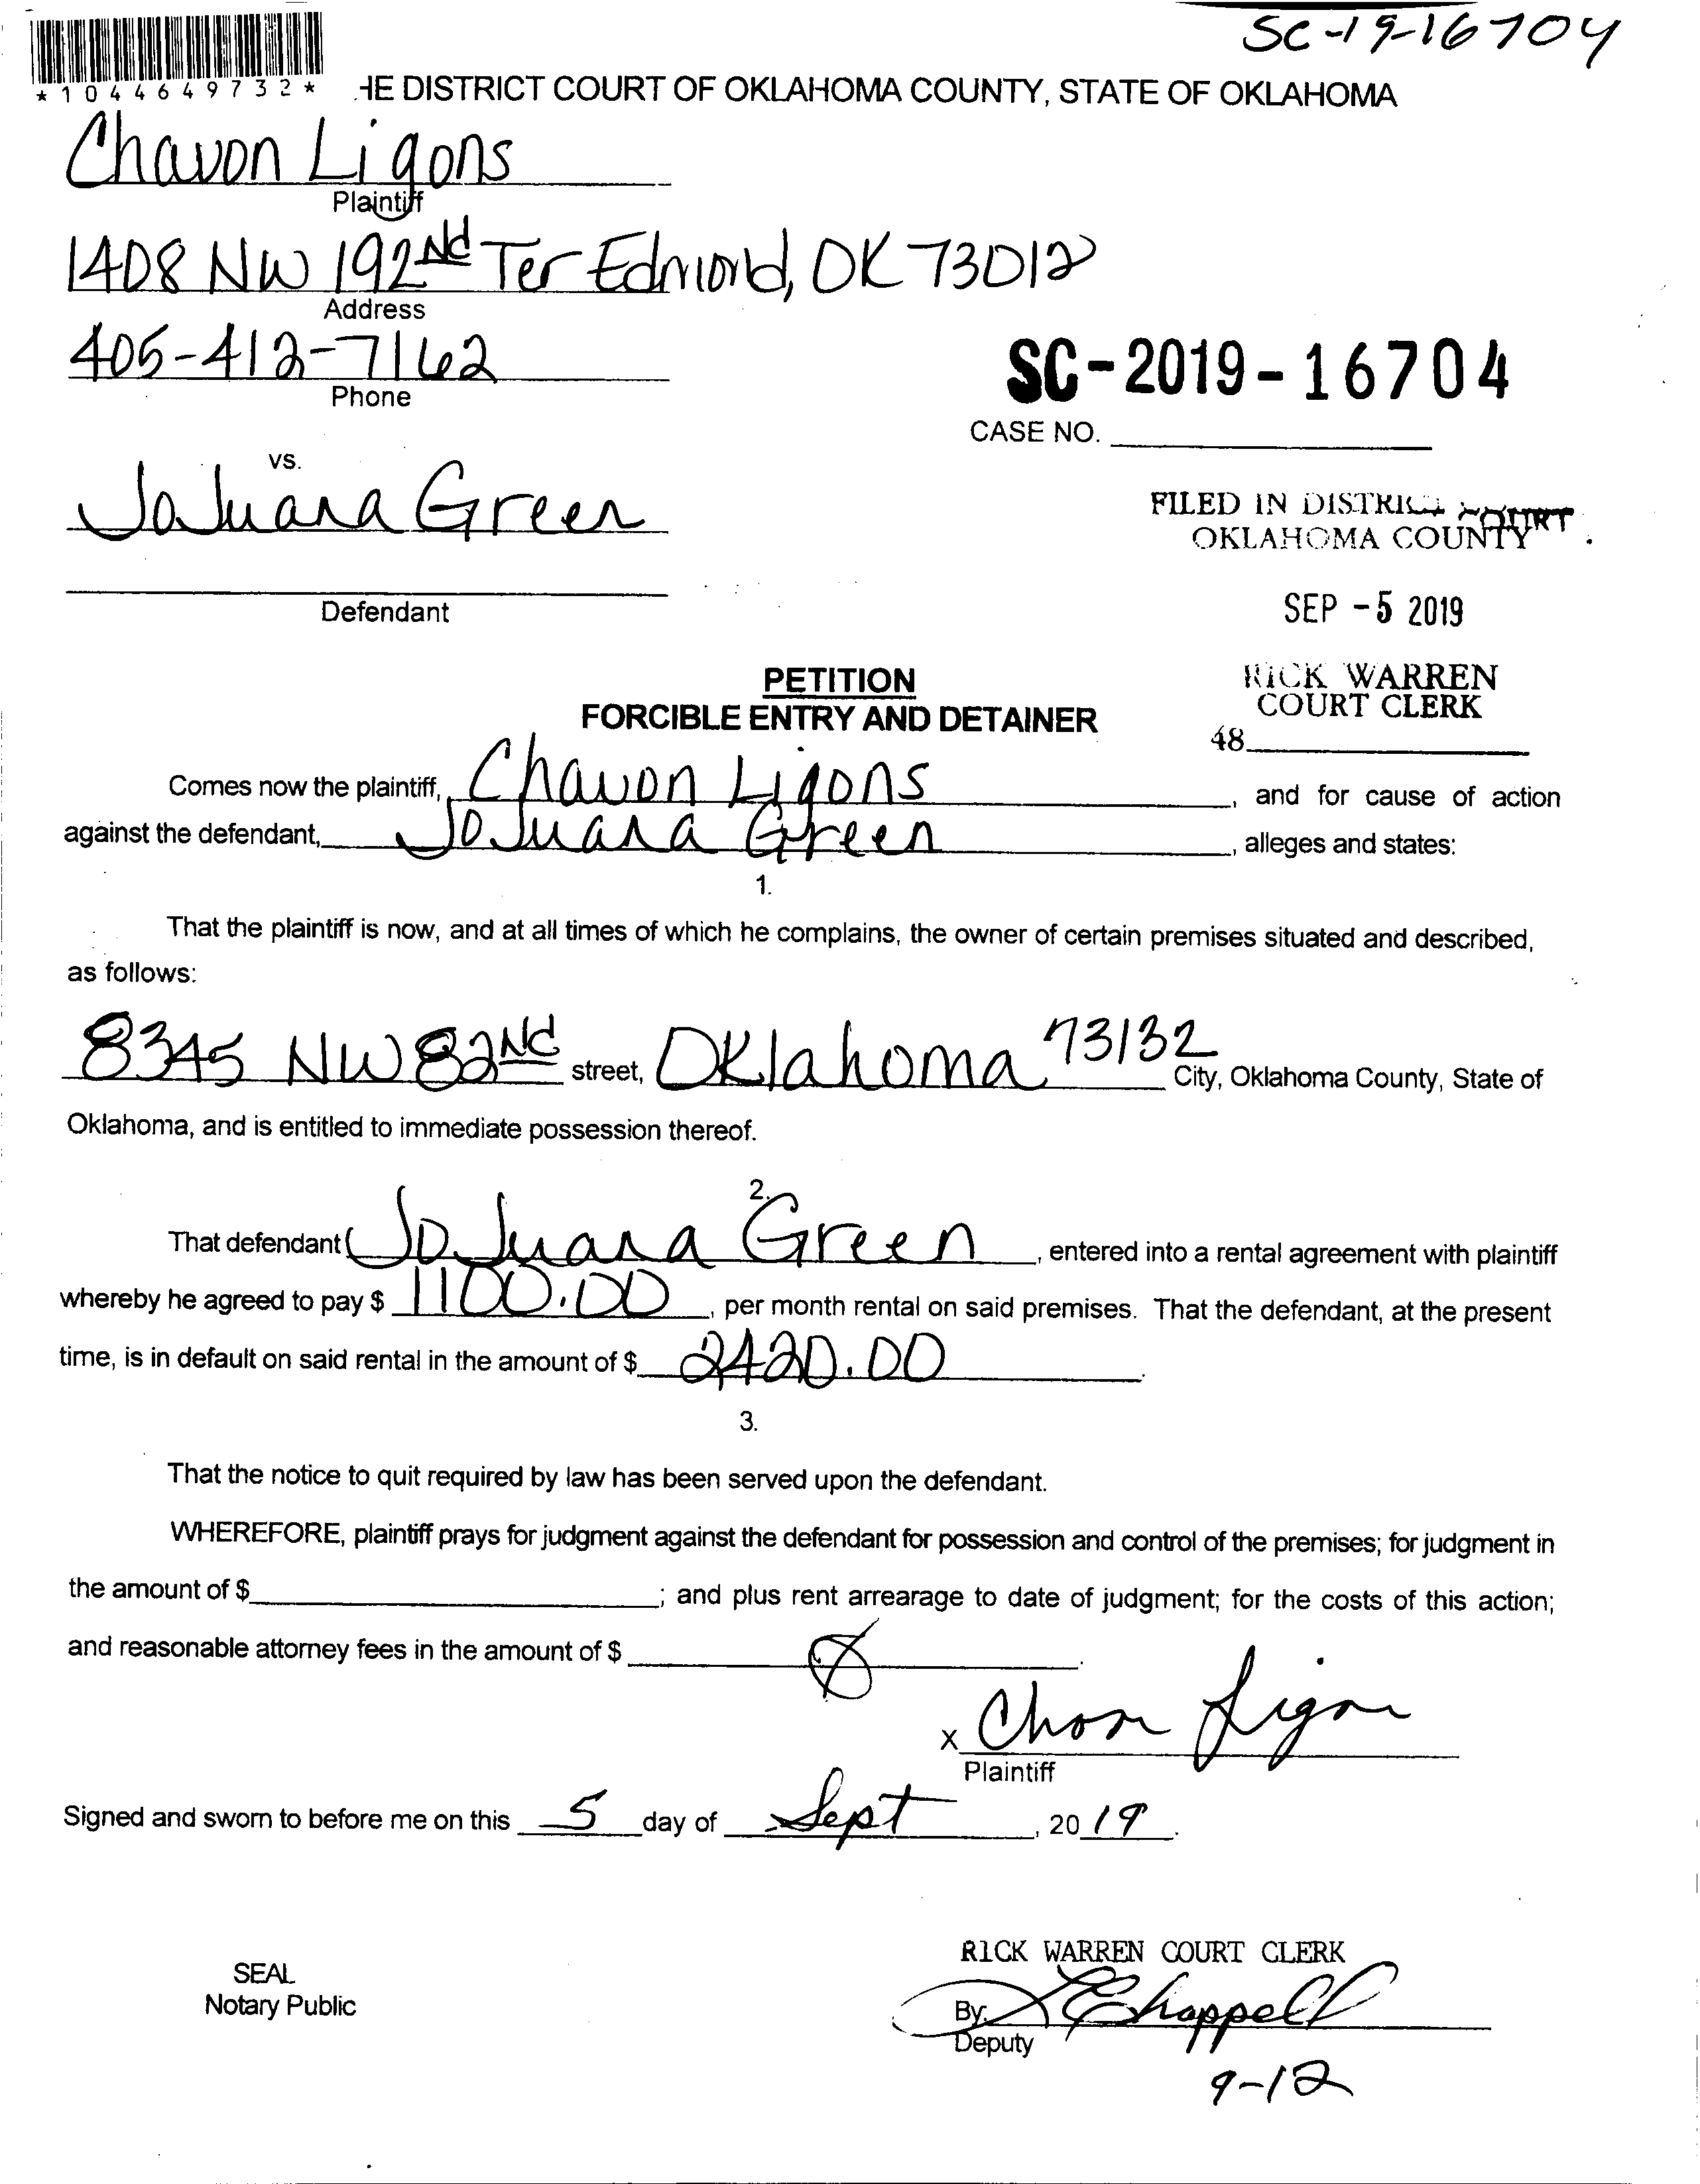 SC-19-16704
*1044649732*
HE DISTRICT COURT OF OKLAHOMA COUNTY, STATE OF OKLAHOMA
Chavon Ligons
Plaintiff
1408 NW 192Nd Ter Edmond, OK 73012
Address
405-412-7162
Phone
SC-2019-16704
CASE NO.
vs.
JoJuana Green
FILED IN DISTRICT COURT
OKLAHOMA COUNTY
Defendant
SEP -5 2019
PETITION
RICK WARREN
FORCIBLE ENTRY AND DETAINER
COURT CLERK
48
Comes now the plaintiff, Chavon Ligons, and for cause of action
against the defendant, JoJuana Green, alleges and states:
1.
That the plaintiff is now, and at all times of which he complains, the owner of certain premises situated and described,
as follows:
8345 NW 82Nd street, Oklahoma 73132 City, Oklahoma County, State of
Oklahoma, and is entitled to immediate possession thereof.
2.
That defendant JoJuana Green, entered into a rental agreement with plaintiff
whereby he agreed to pay $ 1100.00, per month rental on said premises. That the defendant, at the present
time, is in default on said rental in the amount of $ 2420.00.
3.
That the notice to quit required by law has been served upon the defendant.
WHEREFORE, plaintiff prays for judgment against the defendant for possession and control of the premises; for judgment in
the amount of $ ; and plus rent arrearage to date of judgment; for the costs of this action;
and reasonable attorney fees in the amount of $ .
X Chavon Ligons
Plaintiff
Signed and sworn to before me on this 5 day of Sept, 2019.
RICK WARREN COURT CLERK
SEAL
Notary Public
By: Chappell
Deputy
9-12